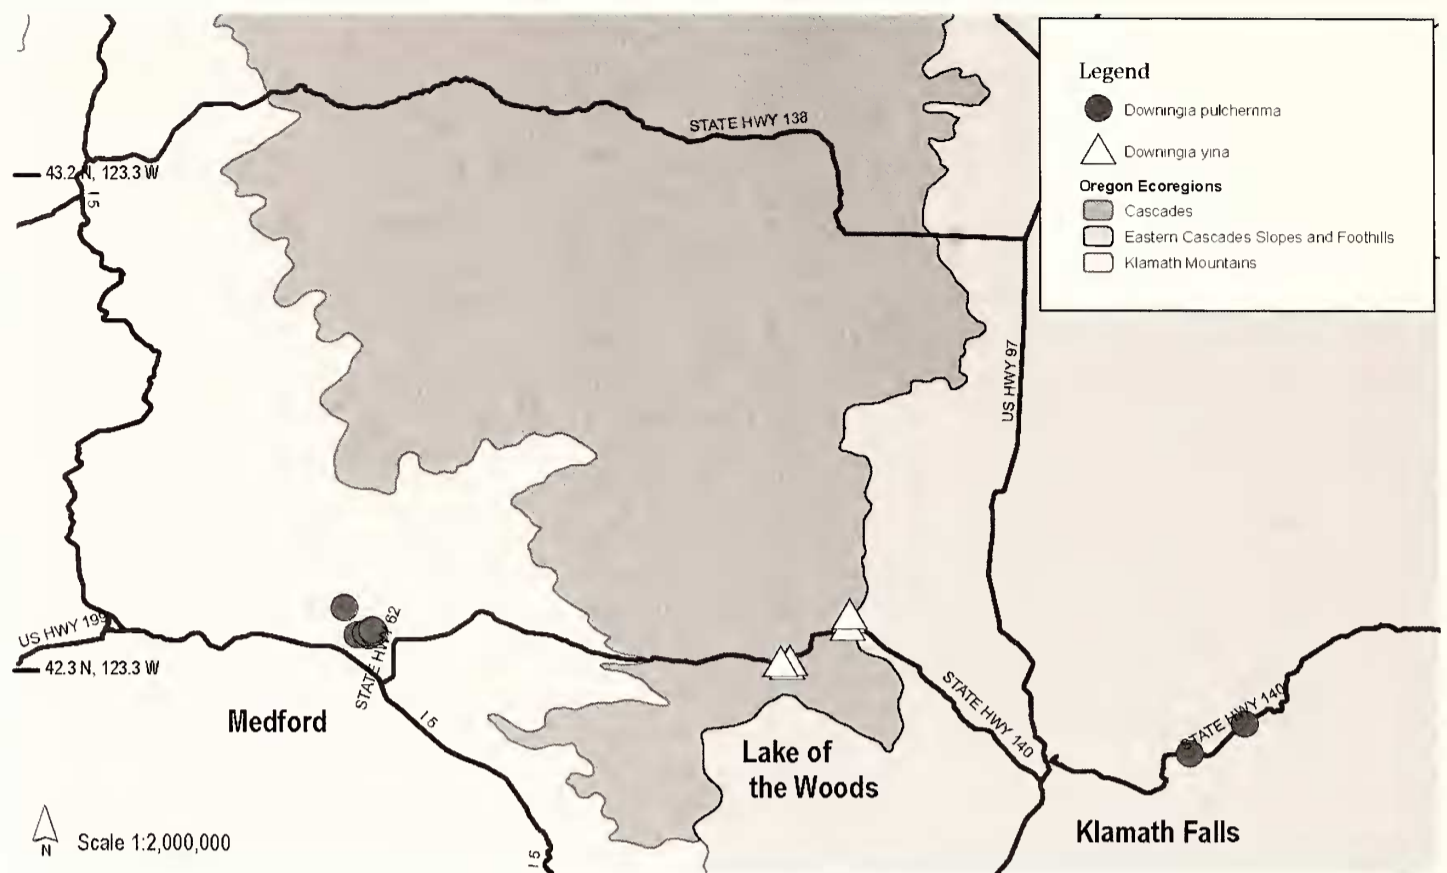 Legend
Downingia pulcherrima
Downingia yina
Oregon Ecoregions
Cascades
Eastern Cascades Slopes and Foothills
Klamath Mountains
STATE HWY 138
43.2 N, 123.3 W
I 5
US HWY 97
US HWY 199
STATE HWY 62
42.3 N, 123.3 W
STATE HWY 140
STATE HWY 140
Medford
I 5
Lake of
the Woods
Klamath Falls
N
Scale 1:2,000,000
I 5